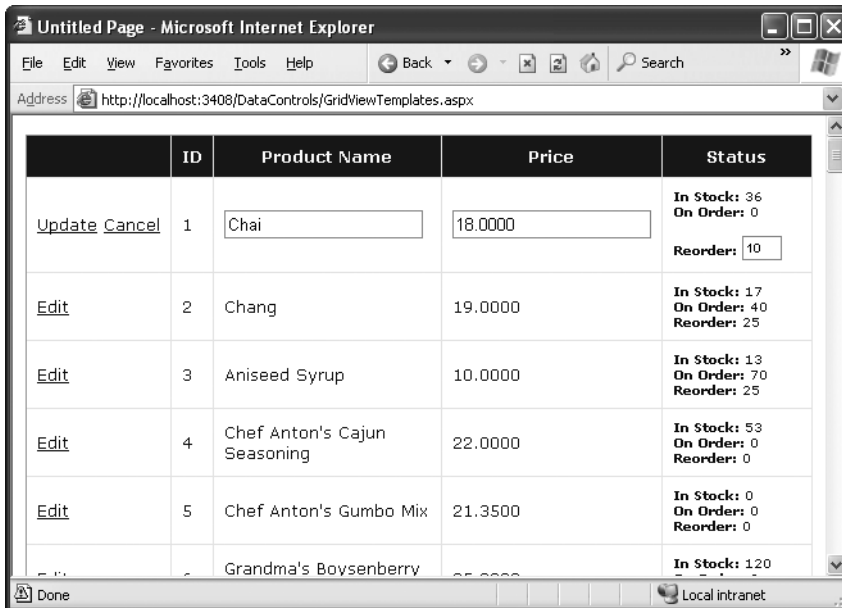 Untitled Page - Microsoft Internet Explorer
File Edit View Favorites Tools Help Back Search »
Address http://localhost:3408/DataControls/GridViewTemplates.aspx
ID Product Name Price Status
Update Cancel 1 Chai 18.0000 In Stock: 36
On Order: 0
Reorder: 10
Edit 2 Chang 19.0000 In Stock: 17
On Order: 40
Reorder: 25
Edit 3 Aniseed Syrup 10.0000 In Stock: 13
On Order: 70
Reorder: 25
Edit 4 Chef Anton's Cajun Seasoning 22.0000 In Stock: 53
On Order: 0
Reorder: 0
Edit 5 Chef Anton's Gumbo Mix 21.3500 In Stock: 0
On Order: 0
Reorder: 0
Grandma's Boysenberry In Stock: 120
Done Local intranet